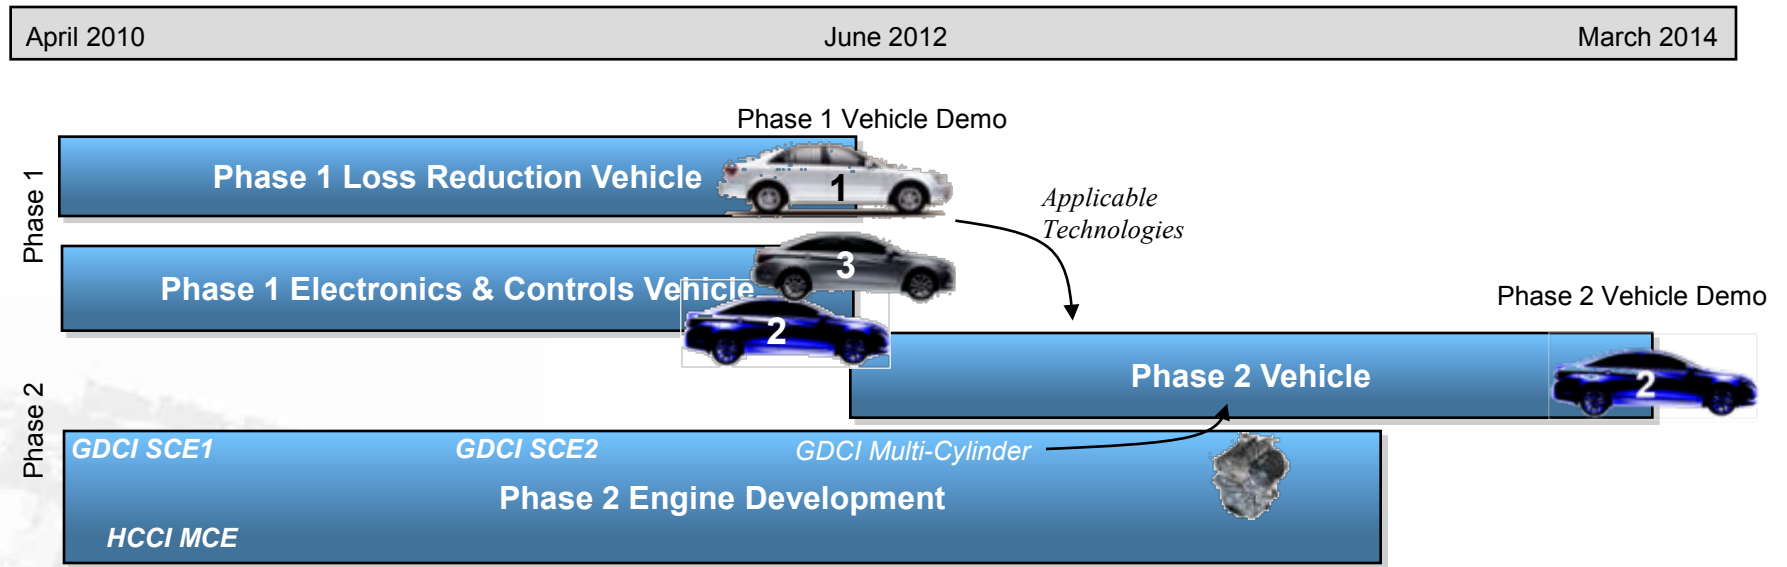 April 2010
June 2012
March 2014
Phase 1 Vehicle Demo
Phase 1
Phase 1 Loss Reduction Vehicle
1
Applicable
Technologies
Phase 1 Electronics & Controls Vehicle
3
2
Phase 2 Vehicle Demo
Phase 2
Phase 2 Vehicle
2
GDCI SCE1
GDCI SCE2
GDCI Multi-Cylinder
Phase 2 Engine Development
HCCI MCE